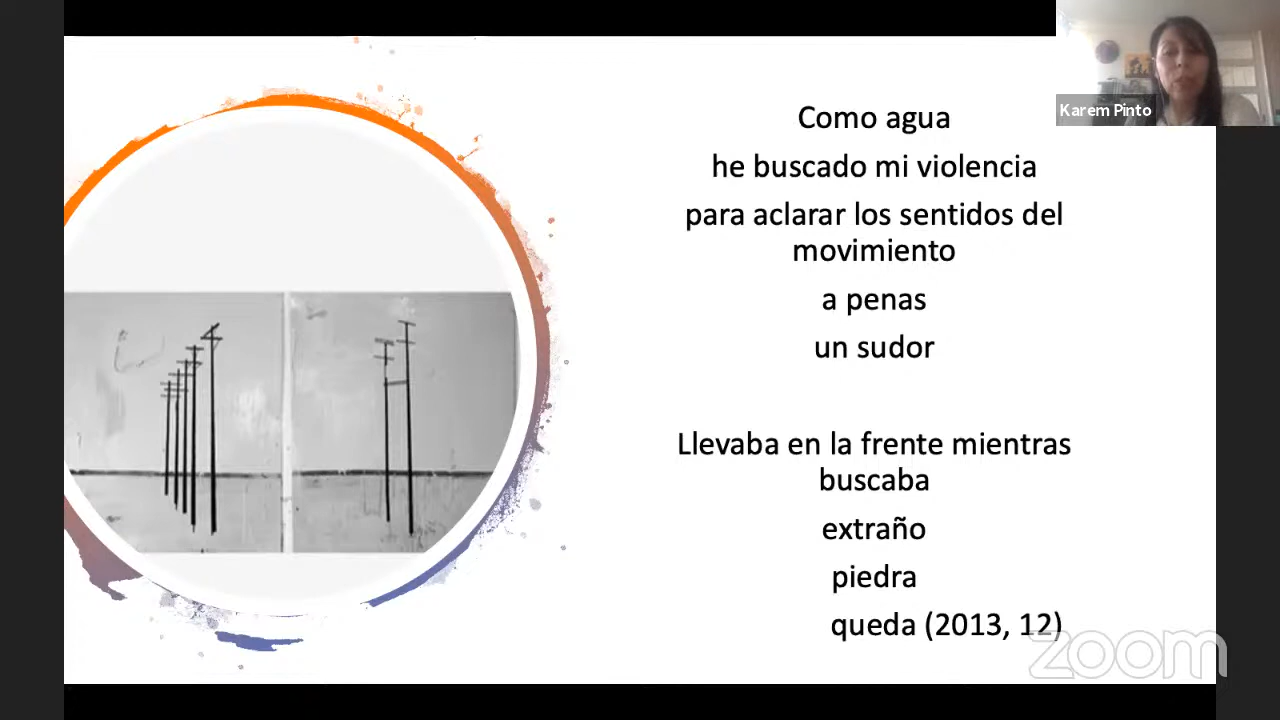 Como agua
he buscado mi violencia
para aclarar los sentidos del
movimiento
a penas
un sudor
Llevaba en la frente mientras
buscaba
extraño
piedra
queda (2013, 12)
Karem Pinto
zoom